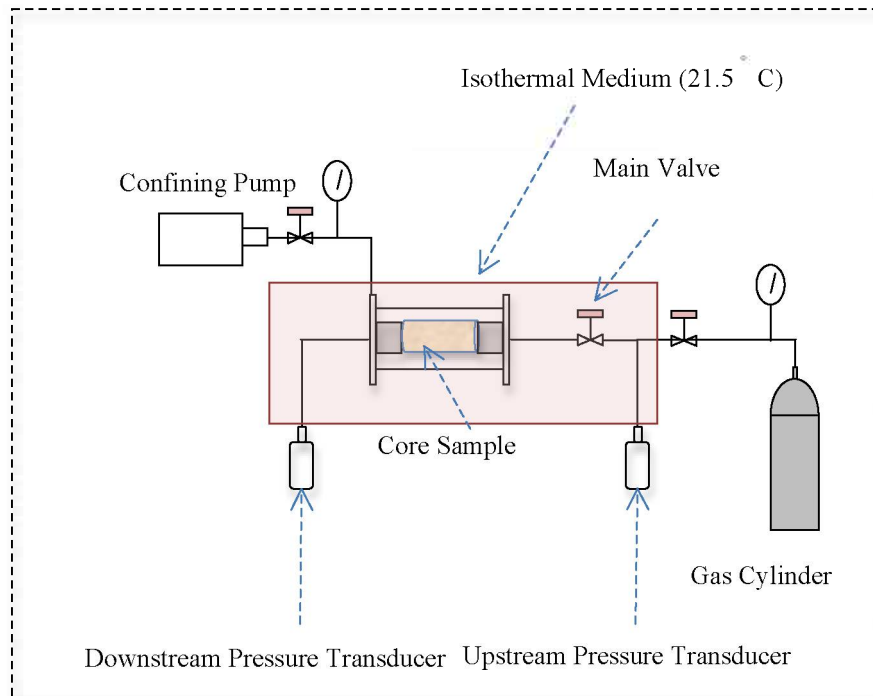 Isothermal Medium (21.5 ° C)
Main Valve
Confining Pump
Core Sample
Gas Cylinder
Downstream Pressure Transducer
Upstream Pressure Transducer